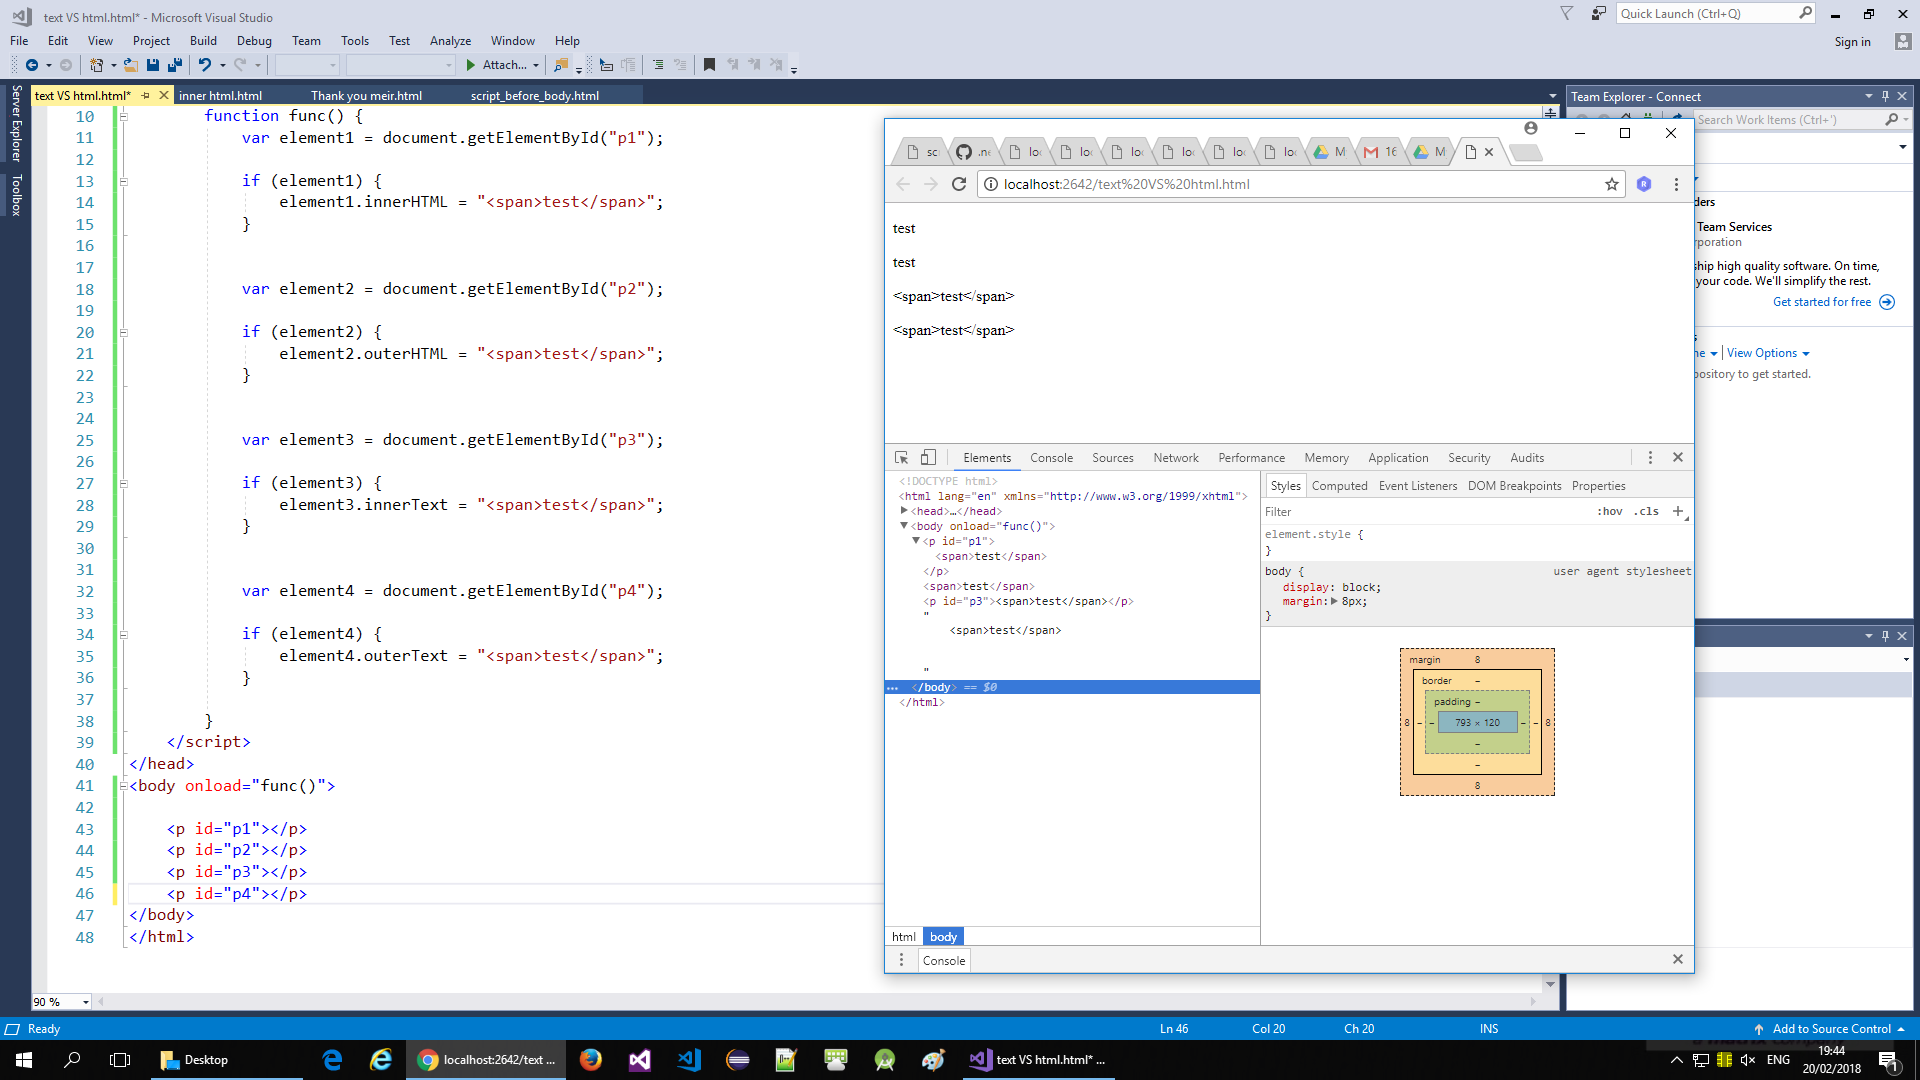 text VS html.html* - Microsoft Visual Studio
Quick Launch (Ctrl+Q)
File Edit View Project Build Debug Team Tools Test Analyze Window Help
Sign in
Attach...
Server Explorer
Toolbox
text VS html.html* inner html.html Thank you meir.html script_before_body.html
10 function func() {
11 var element1 = document.getElementById("p1");
12
13 if (element1) {
14 element1.innerHTML = "<span>test</span>";
15 }
16
17
18 var element2 = document.getElementById("p2");
19
20 if (element2) {
21 element2.outerHTML = "<span>test</span>";
22 }
23
24
25 var element3 = document.getElementById("p3");
26
27 if (element3) {
28 element3.innerText = "<span>test</span>";
29 }
30
31
32 var element4 = document.getElementById("p4");
33
34 if (element4) {
35 element4.outerText = "<span>test</span>";
36 }
37
38 }
39 </script>
40 </head>
41 <body onload="func()">
42
43 <p id="p1"></p>
44 <p id="p2"></p>
45 <p id="p3"></p>
46 <p id="p4"></p>
47 </body>
48 </html>
90 %
.ne M 16 M
localhost:2642/text%20VS%20html.html
test
test
<span>test</span>
<span>test</span>
Elements Console Sources Network Performance Memory Application Security Audits
<!DOCTYPE html>
<html lang="en" xmlns="http://www.w3.org/1999/xhtml">
<head>…</head>
<body onload="func()">
<p id="p1">
<span>test</span>
</p>
<span>test</span>
<p id="p3"><span>test</span></p>
"
<span>test</span>
"
</body> == $0
</html>
html body
Console
Styles Computed Event Listeners DOM Breakpoints Properties
Filter :hov .cls +
element.style {
}
body { user agent stylesheet
display: block;
margin: 8px;
}
margin 8
border –
padding –
8 – – 793 × 120 – – 8
–
–
8
Team Explorer - Connect
Search Work Items (Ctrl+')
ders
Team Services
rporation
ship high quality software. On time,
your code. We'll simplify the rest.
Get started for free
ne View Options
pository to get started.
Ready Ln 46 Col 20 Ch 20 INS Add to Source Control
Desktop
localhost:2642/text ...
text VS html.html* ...
ENG
19:44
20/02/2018
1